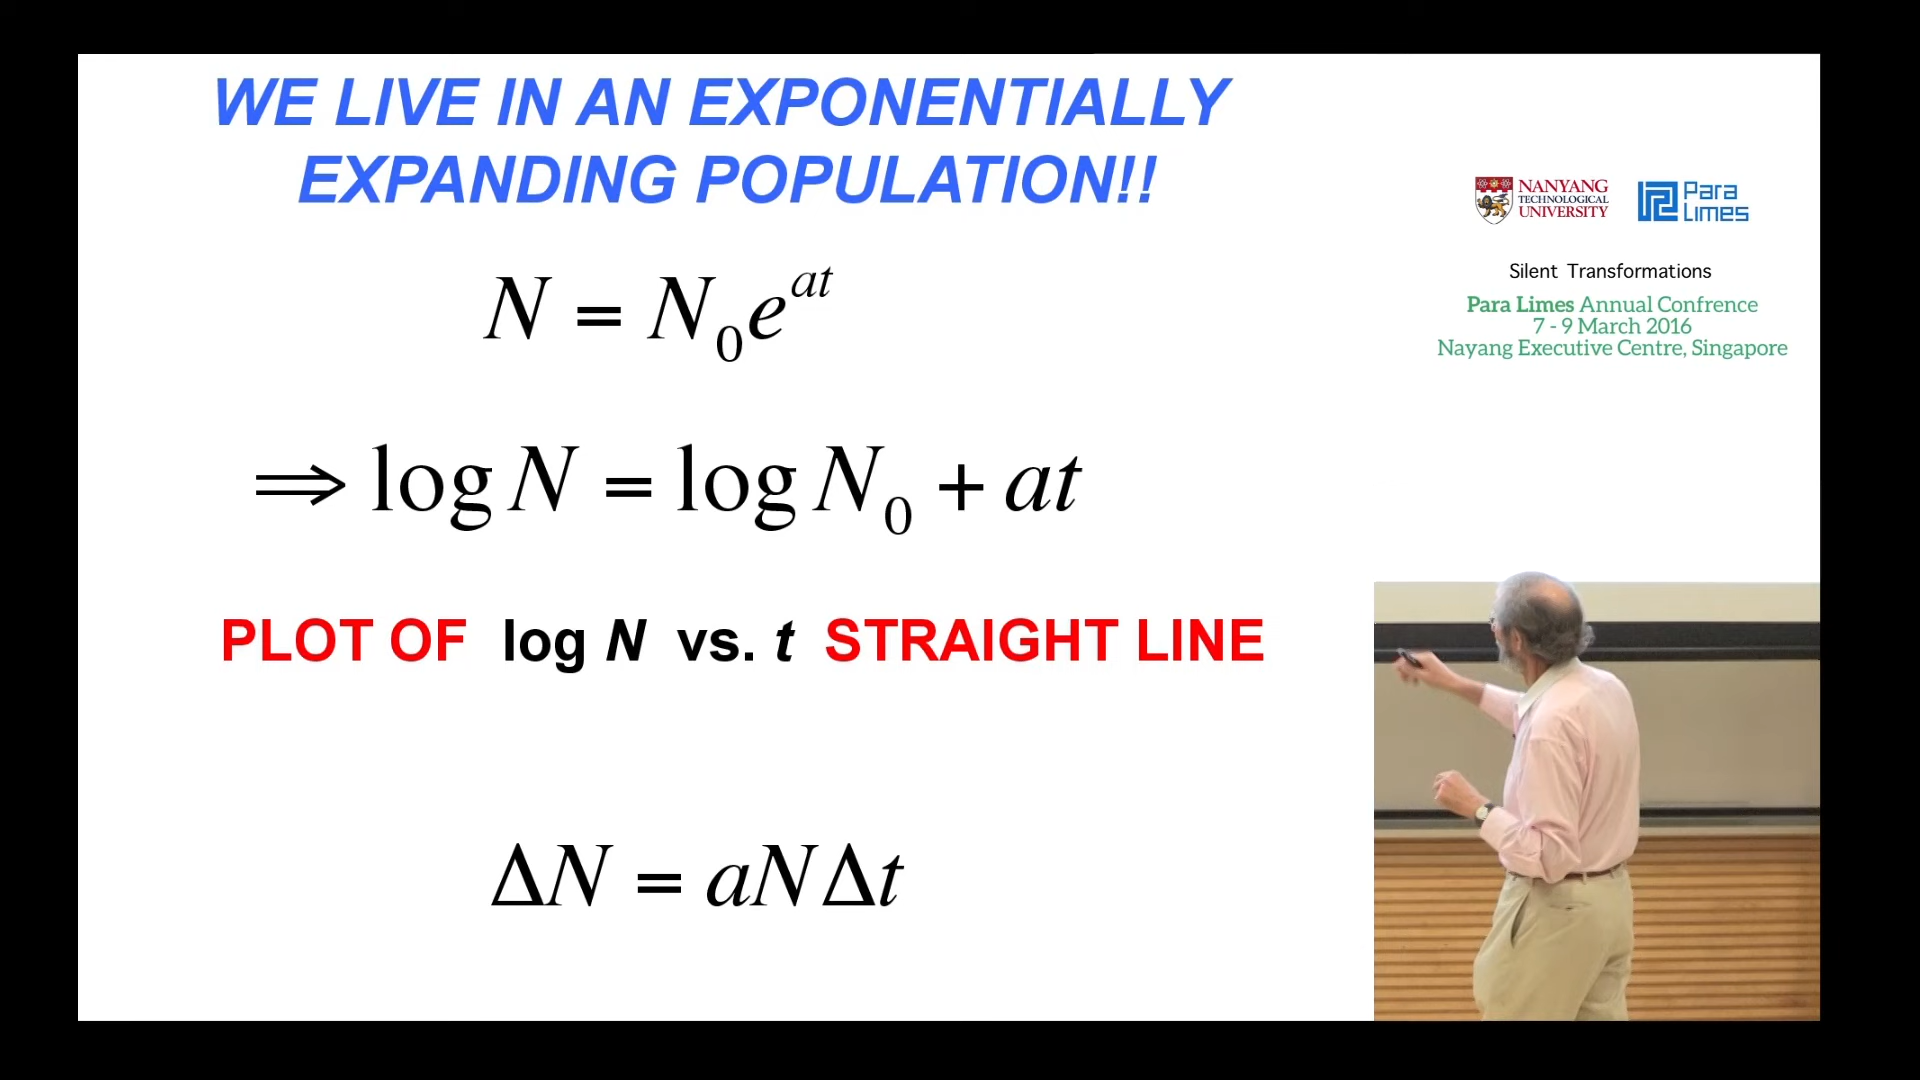 WE LIVE IN AN EXPONENTIALLY
EXPANDING POPULATION!!
N = N₀eᵃᵗ
⟹ log N = log N₀ + at
PLOT OF log N vs. t STRAIGHT LINE
ΔN = aNΔt
NANYANG
TECHNOLOGICAL
UNIVERSITY
Para
Limes
Silent Transformations
Para Limes Annual Confrence
7 - 9 March 2016
Nayang Executive Centre, Singapore